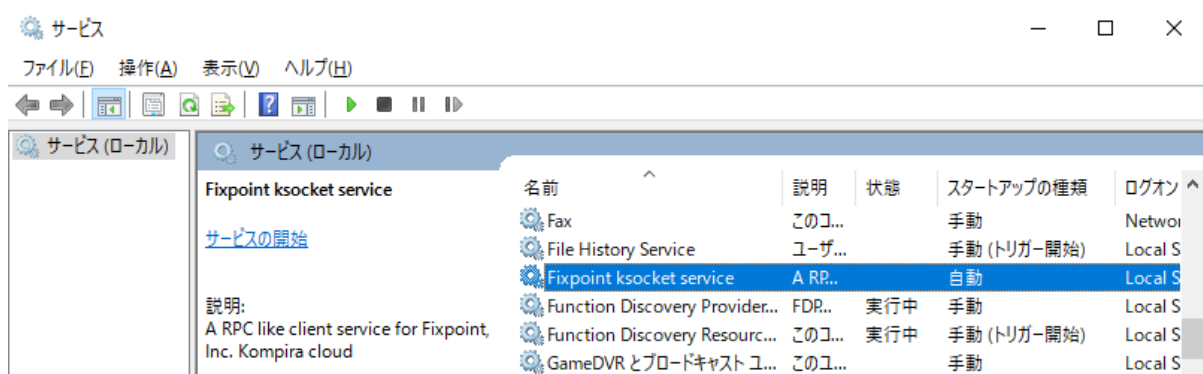 サービス
ファイル(F) 操作(A) 表示(V) ヘルプ(H)
サービス (ローカル)
サービス (ローカル)
Fixpoint ksocket service
サービスの開始
説明:
A RPC like client service for Fixpoint,
Inc. Kompira cloud
名前 説明 状態 スタートアップの種類 ログオン
Fax このコ... 手動 Networ
File History Service ユーザ... 手動 (トリガー開始) Local S
Fixpoint ksocket service A RP... 自動 Local S
Function Discovery Provider... FDP... 実行中 手動 Local S
Function Discovery Resourc... このコ... 実行中 手動 (トリガー開始) Local S
GameDVR とブロードキャスト ユ... このユ... 手動 Local S